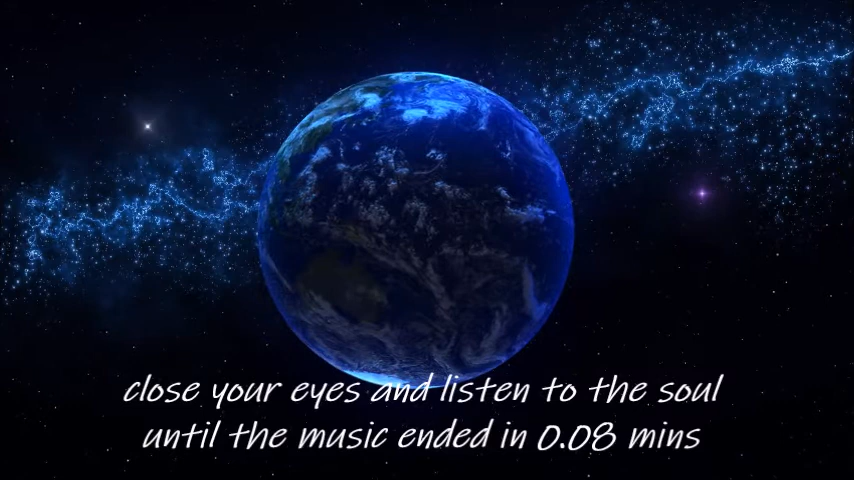 close your eyes and listen to the soul
until the music ended in 0.08 mins